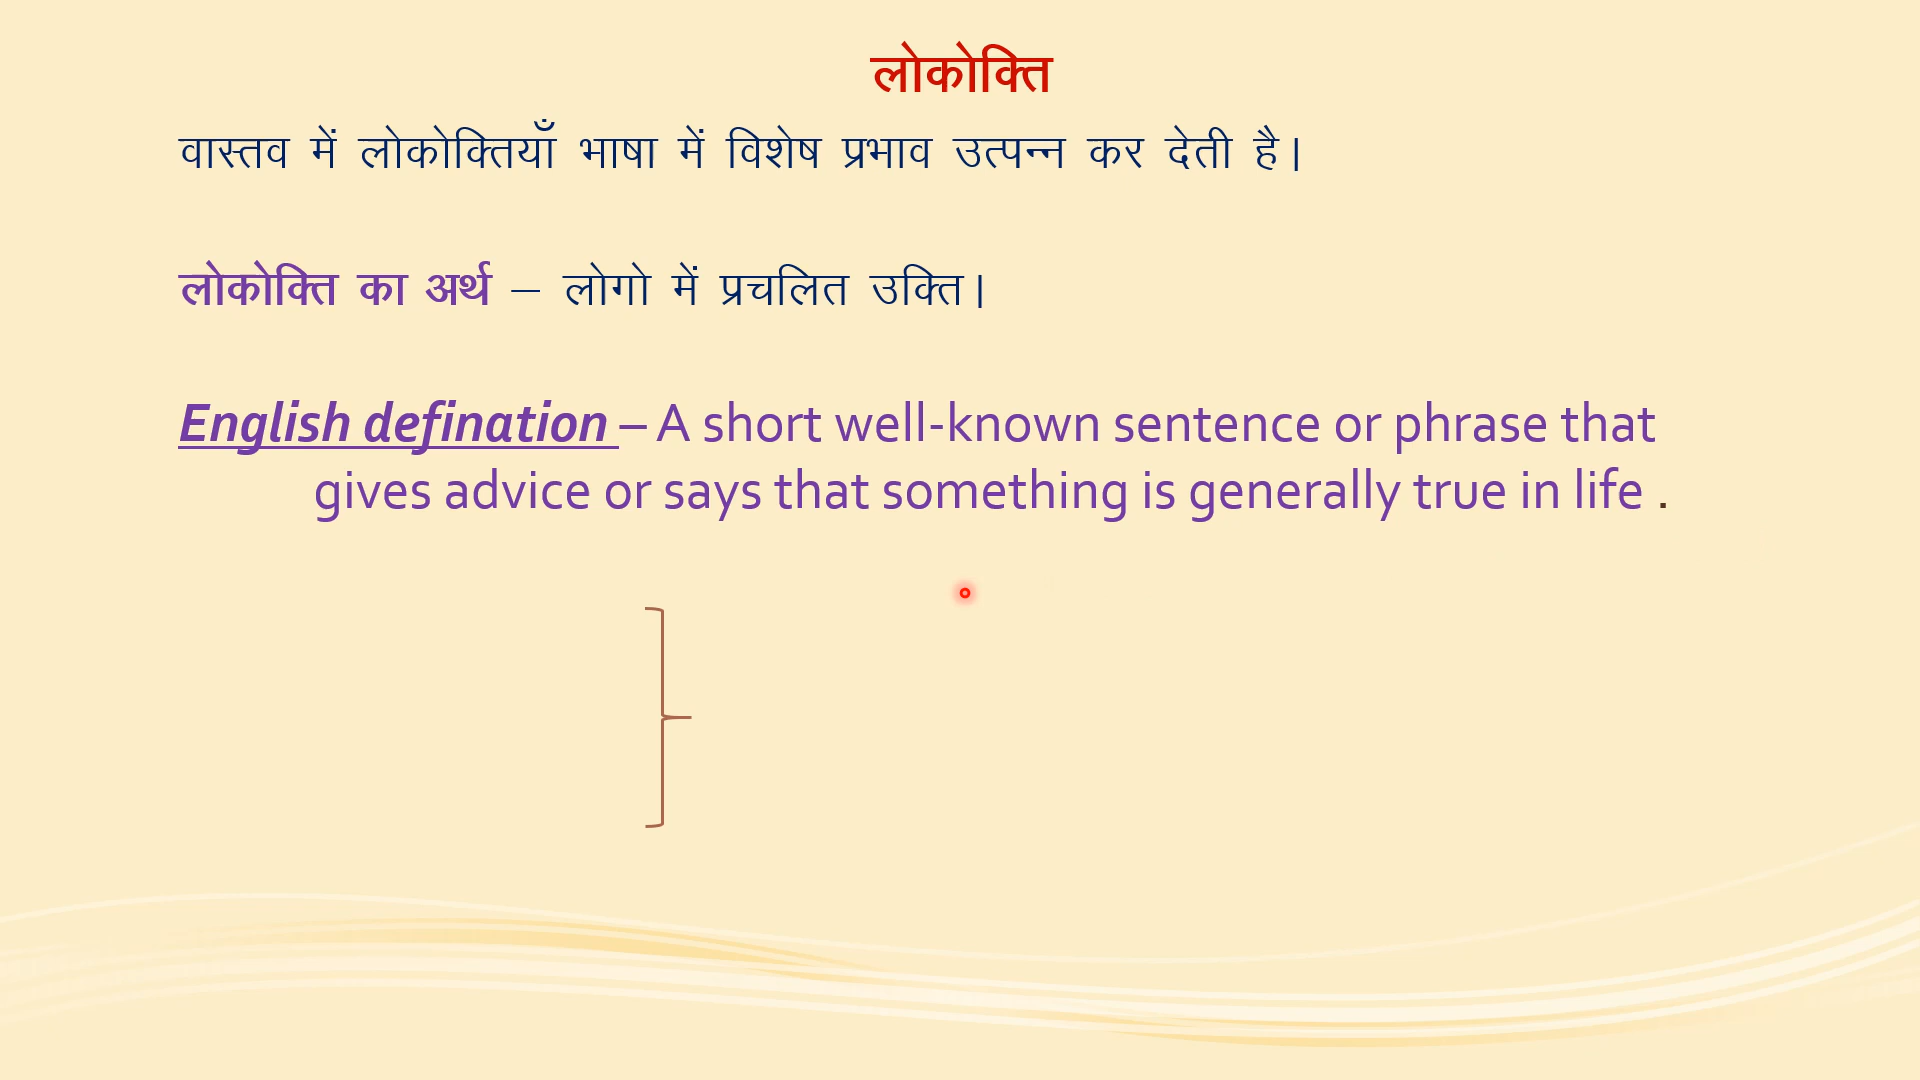 लोकोक्ति
वास्तव में लोकोक्तियाँ भाषा में विशेष प्रभाव उत्पन्न कर देती है|
लोकोक्ति का अर्थ – लोगो में प्रचलित उक्ति|
English defination – A short well-known sentence or phrase that
gives advice or says that something is generally true in life .